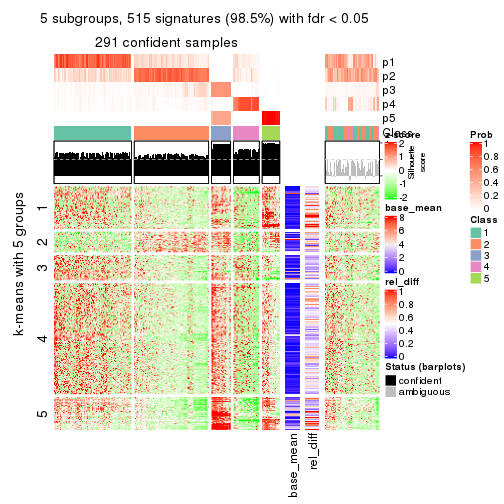 5 subgroups, 515 signatures (98.5%) with fdr < 0.05
291 confident samples
p1
p2
p3
p4
p5
Class
z-score
2
1
0
-1
-2
Silhouette
score
Prob
1
0.8
0.6
0.4
0.2
0
Class
1
2
3
4
5
base_mean
8
6
4
2
0
rel_diff
1
0.8
0.6
0.4
0.2
0
Status (barplots)
confident
ambiguous
k-means with 5 groups
1
2
3
4
5
base_mean
rel_diff